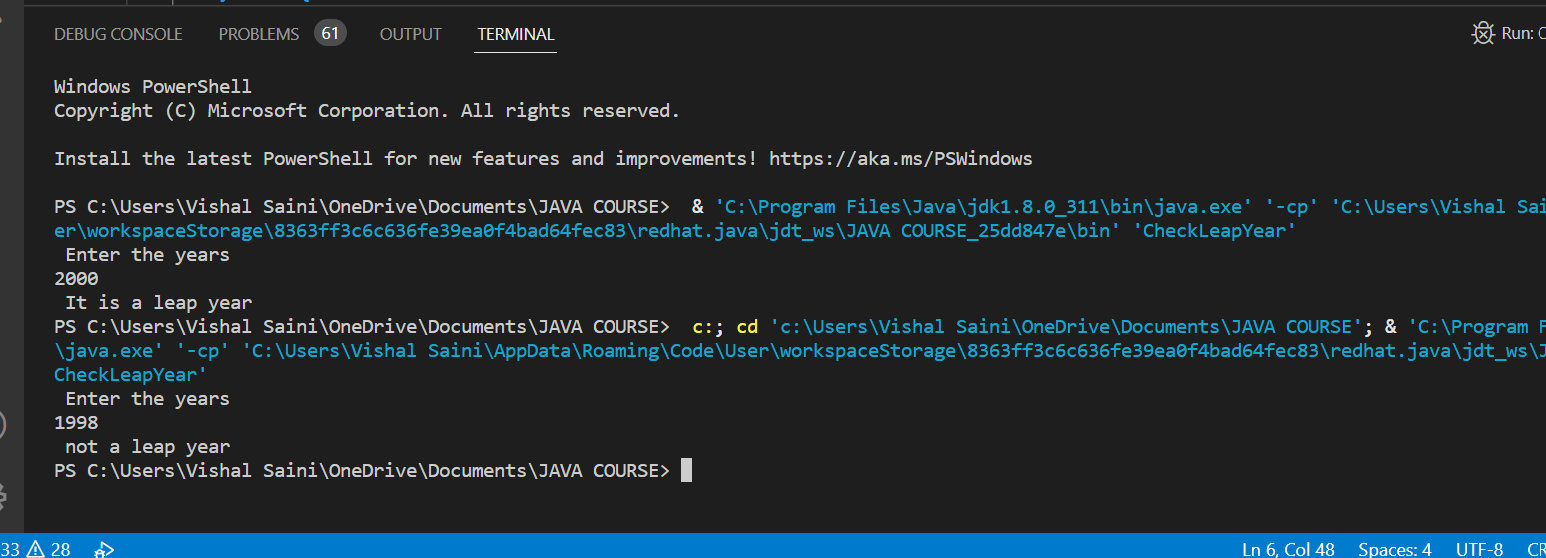 DEBUG CONSOLE PROBLEMS 61 OUTPUT TERMINAL Run:
Windows PowerShell
Copyright (C) Microsoft Corporation. All rights reserved.
Install the latest PowerShell for new features and improvements! https://aka.ms/PSWindows
PS C:\Users\Vishal Saini\OneDrive\Documents\JAVA COURSE>  & 'C:\Program Files\Java\jdk1.8.0_311\bin\java.exe' '-cp' 'C:\Users\Vishal Sai
er\workspaceStorage\8363ff3c6c636fe39ea0f4bad64fec83\redhat.java\jdt_ws\JAVA COURSE_25dd847e\bin' 'CheckLeapYear'
Enter the years
2000
It is a leap year
PS C:\Users\Vishal Saini\OneDrive\Documents\JAVA COURSE>  c:; cd 'c:\Users\Vishal Saini\OneDrive\Documents\JAVA COURSE'; & 'C:\Program F
\java.exe' '-cp' 'C:\Users\Vishal Saini\AppData\Roaming\Code\User\workspaceStorage\8363ff3c6c636fe39ea0f4bad64fec83\redhat.java\jdt_ws\J
CheckLeapYear'
Enter the years
1998
not a leap year
PS C:\Users\Vishal Saini\OneDrive\Documents\JAVA COURSE>
33 28 Ln 6, Col 48 Spaces: 4 UTF-8 CR